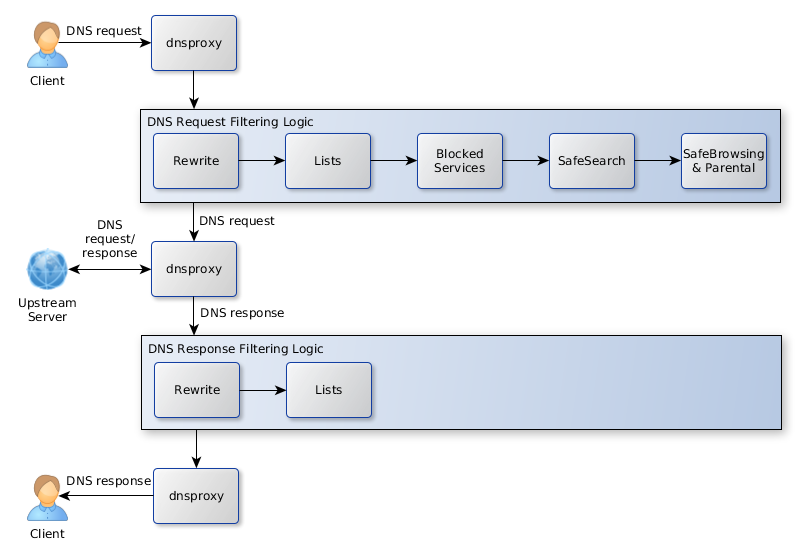 DNS request
dnsproxy
Client
DNS Request Filtering Logic
Rewrite
Lists
Blocked
Services
SafeSearch
SafeBrowsing
& Parental
DNS request
DNS
request/
response
dnsproxy
Upstream
Server
DNS response
DNS Response Filtering Logic
Rewrite
Lists
DNS response
dnsproxy
Client